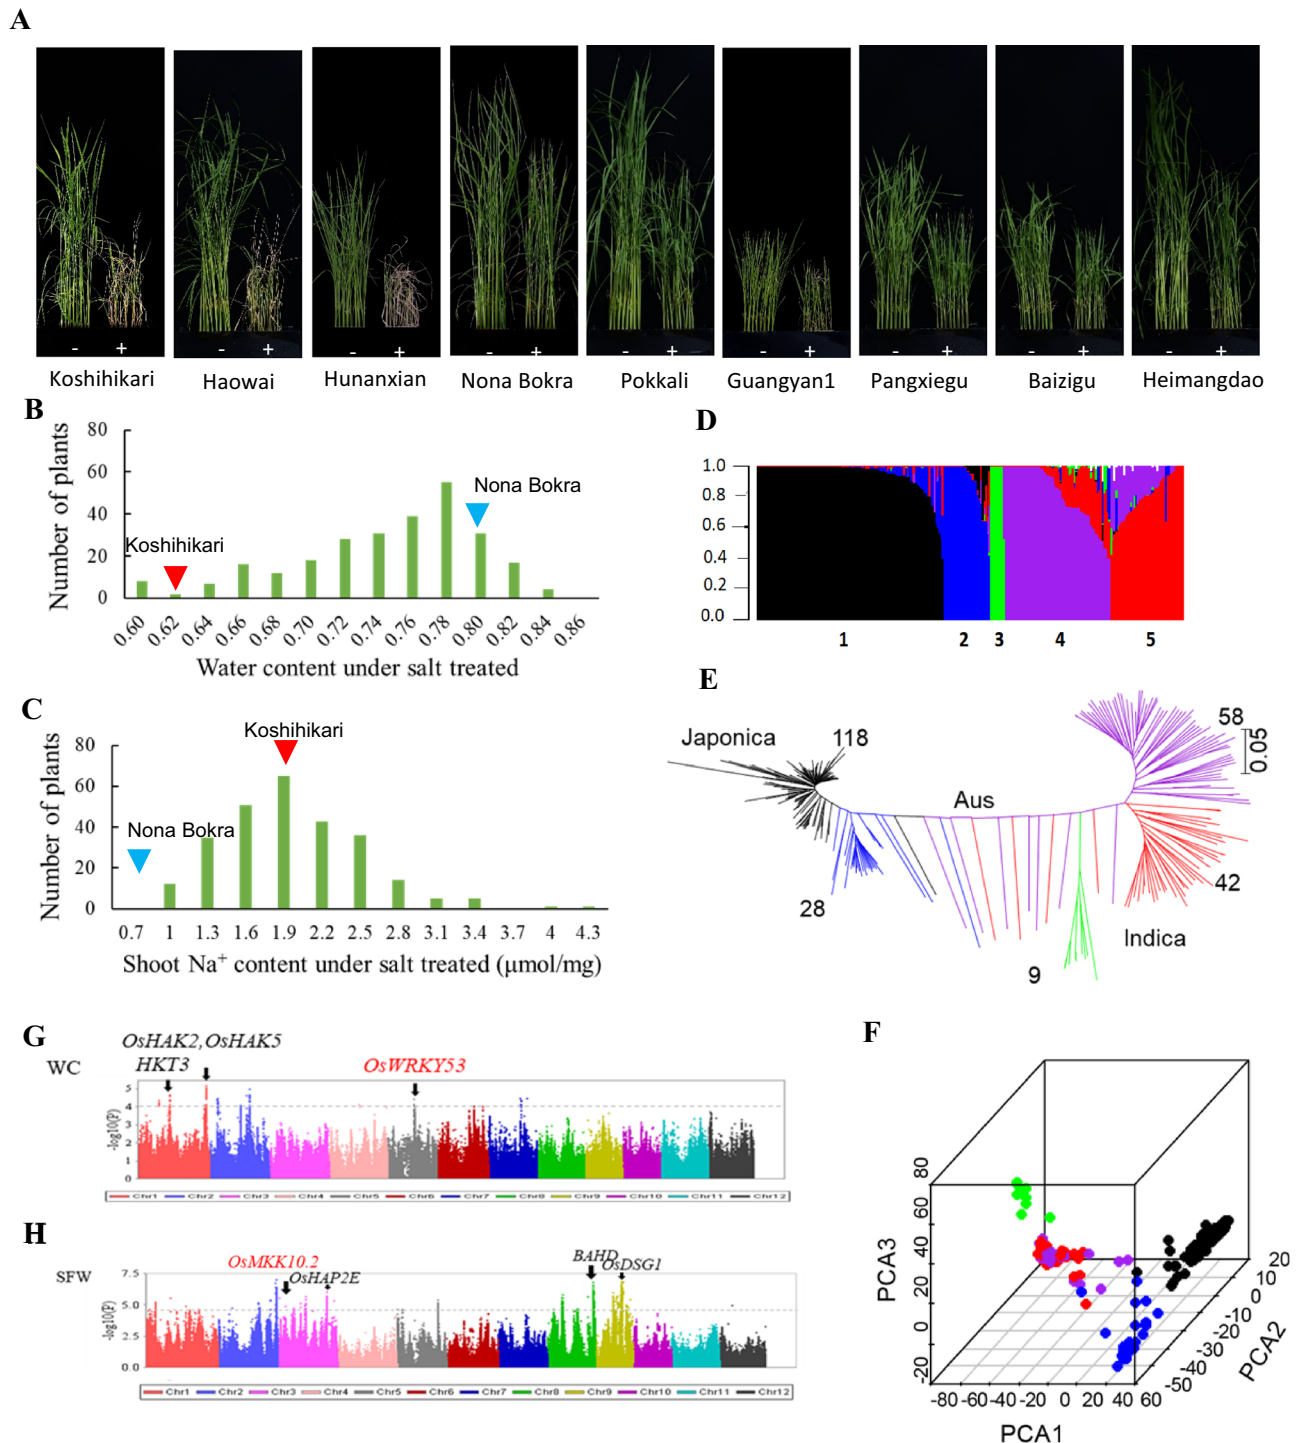 A
- + - + - + - + - + - + - + - + - +
Koshihikari Haowai Hunanxian Nona Bokra Pokkali Guangyan1 Pangxiegu Baizigu Heimangdao
B
Number of plants
80
60
40
20
0
Koshihikari
Nona Bokra
0.60 0.62 0.64 0.66 0.68 0.70 0.72 0.74 0.76 0.78 0.80 0.82 0.84 0.86
Water content under salt treated
C
Number of plants
80
60
40
20
0
Koshihikari
Nona Bokra
0.7 1 1.3 1.6 1.9 2.2 2.5 2.8 3.1 3.4 3.7 4 4.3
Shoot Na⁺ content under salt treated (μmol/mg)
D
1.0
0.8
0.6
0.4
0.2
0.0
1 2 3 4 5
E
Japonica
118
58
0.05
Aus
28
42
9
Indica
G
OsHAK2, OsHAK5
HKT3
WC
OsWRKY53
-log10(P)
5
4
3
2
1
0
Chr1 Chr2 Chr3 Chr4 Chr5 Chr6 Chr7 Chr8 Chr9 Chr10 Chr11 Chr12
H
SFW
OsMKK10.2
OsHAP2E
BAHD
OsDSG1
-log10(P)
7.5
5.0
2.5
0.0
Chr1 Chr2 Chr3 Chr4 Chr5 Chr6 Chr7 Chr8 Chr9 Chr10 Chr11 Chr12
F
PCA3
80
60
40
20
0
-20
-80 -60 -40 -20 0 20 40 60
PCA1
20
10
0
-10
-20
-30
-40
-50
PCA2